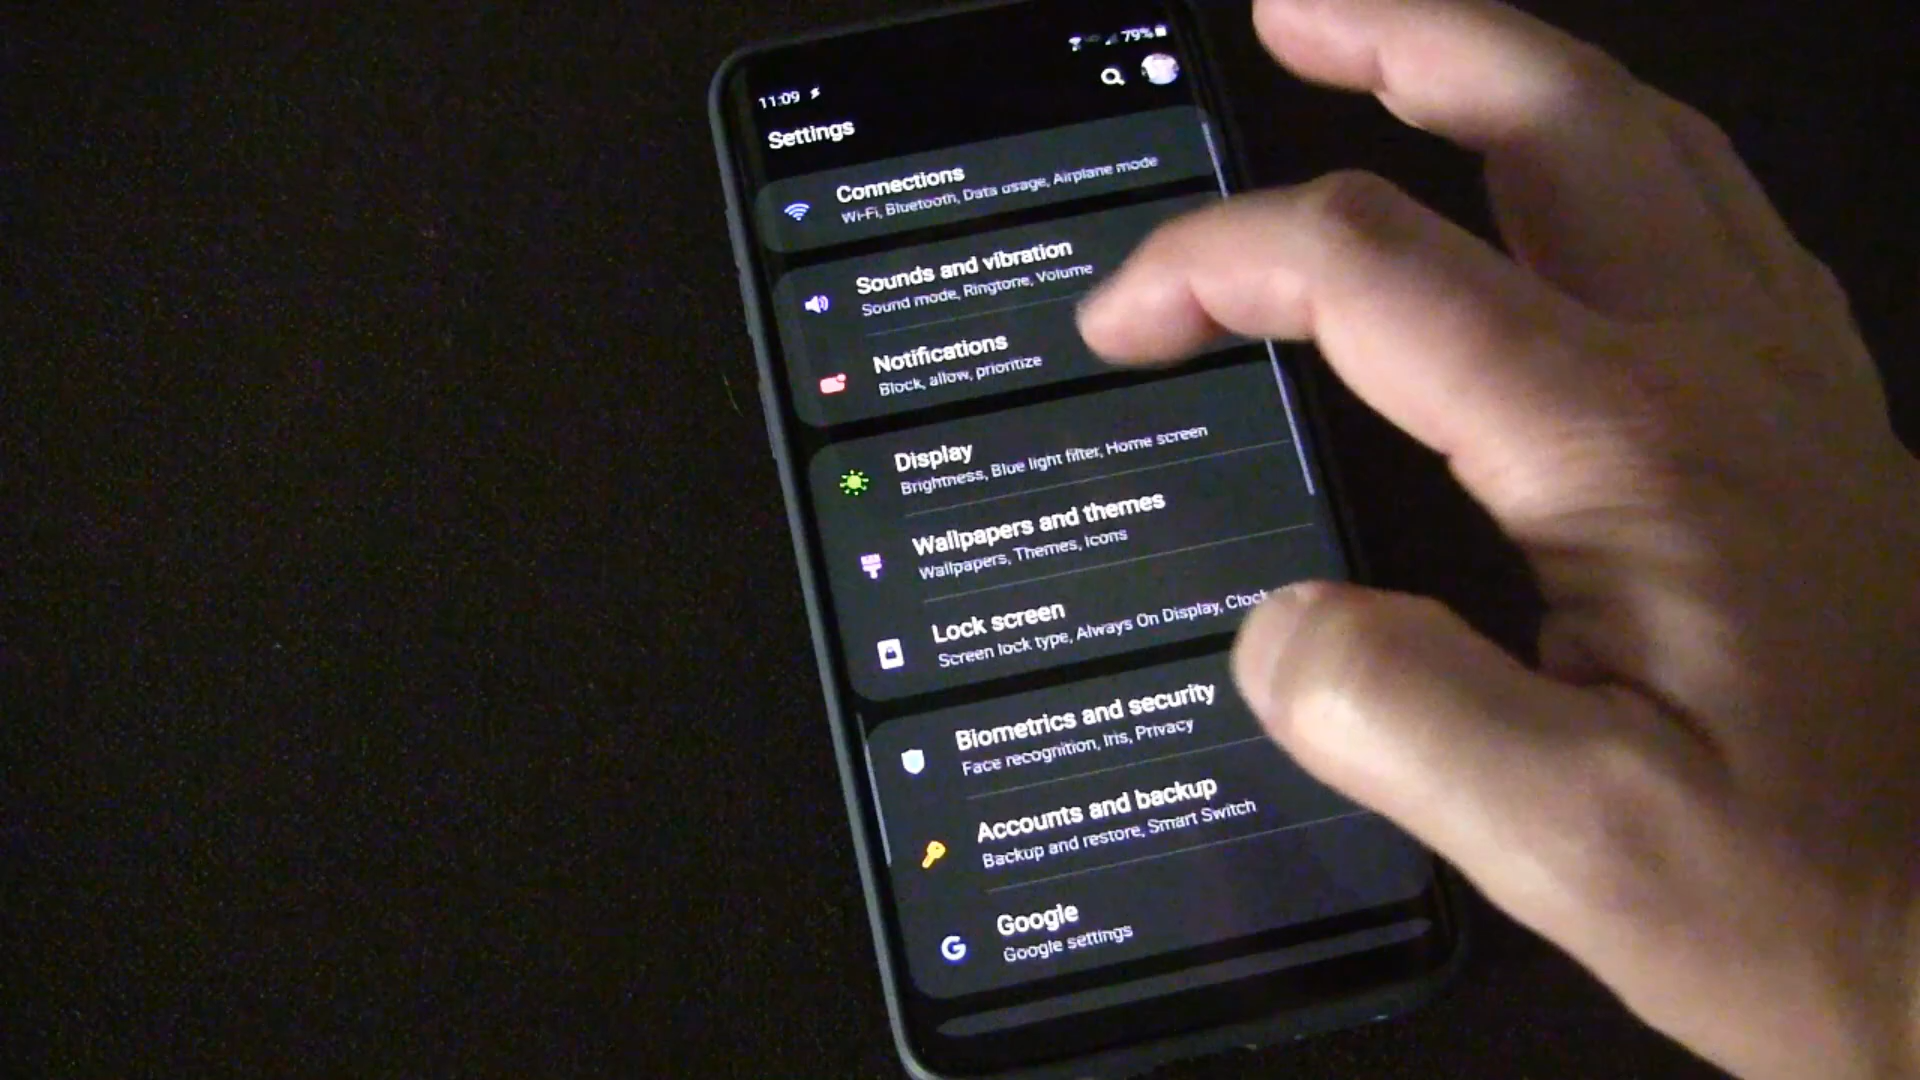 79%
11:09
Settings
Connections
Wi-Fi, Bluetooth, Data usage, Airplane mode
Sounds and vibration
Sound mode, Ringtone, Volume
Notifications
Block, allow, prioritize
Display
Brightness, Blue light filter, Home screen
Wallpapers and themes
Wallpapers, Themes, Icons
Lock screen
Screen lock type, Always On Display, Clock
Biometrics and security
Face recognition, Iris, Privacy
Accounts and backup
Backup and restore, Smart Switch
Google
Google settings